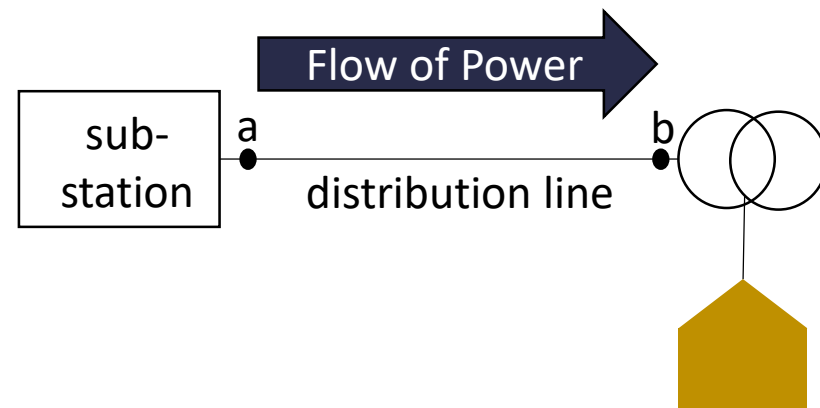 Flow of Power
sub-
station
a
b
distribution line